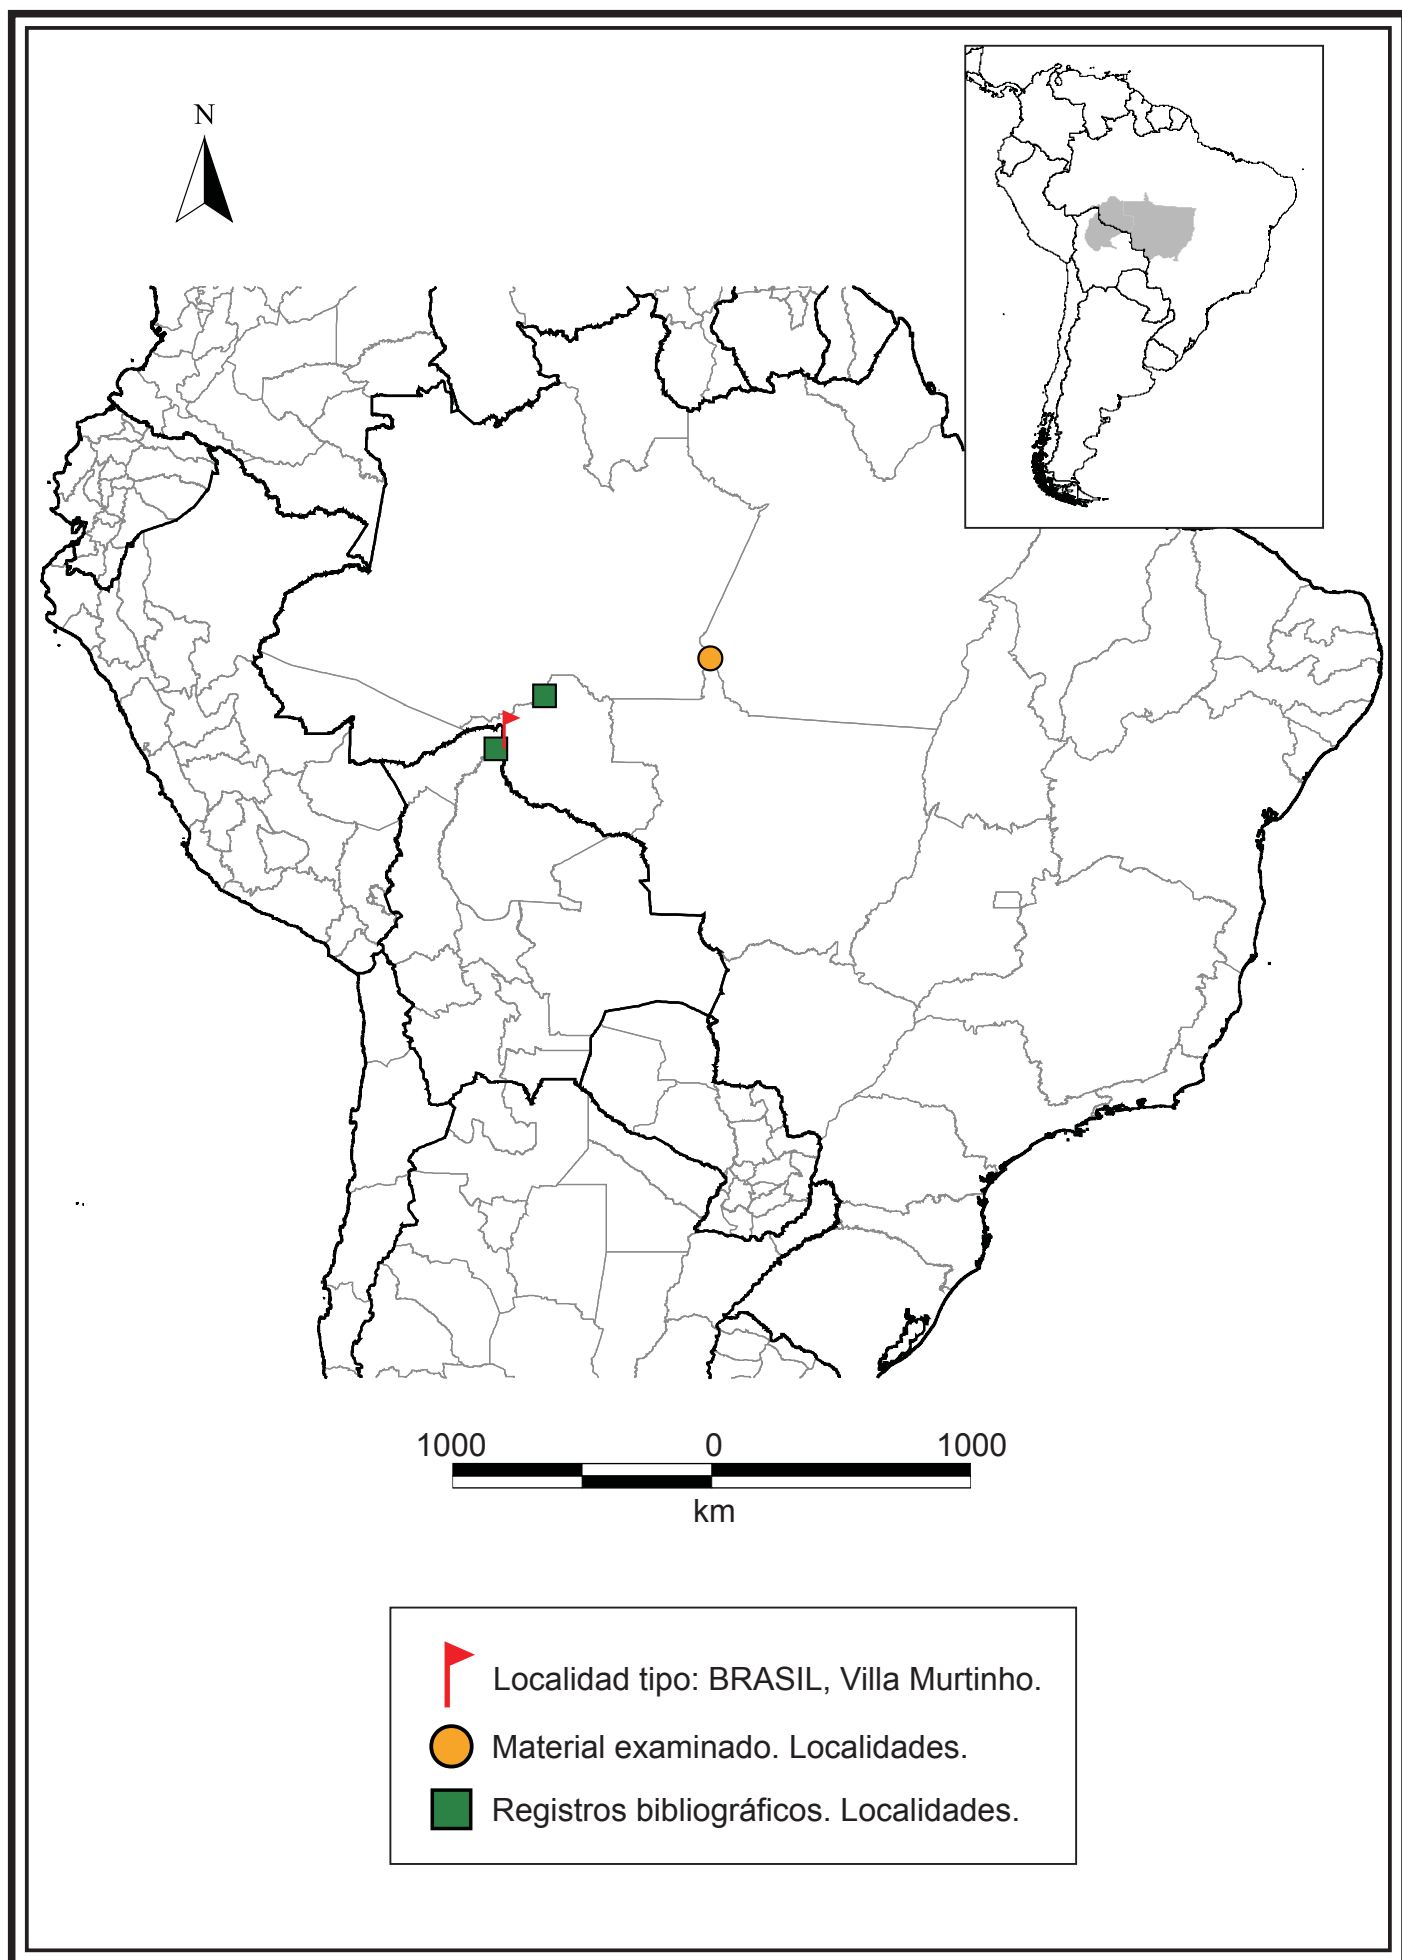 N
1000 0 1000
km
Localidad tipo: BRASIL, Villa Murtinho.
Material examinado. Localidades.
Registros bibliográficos. Localidades.